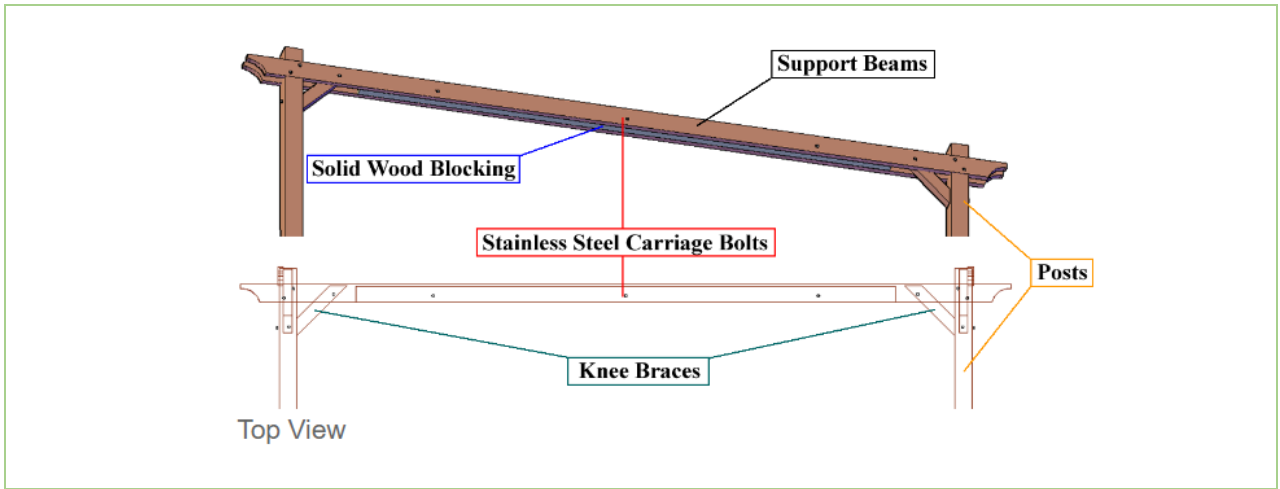 Support Beams
Solid Wood Blocking
Stainless Steel Carriage Bolts
Posts
Knee Braces
Top View